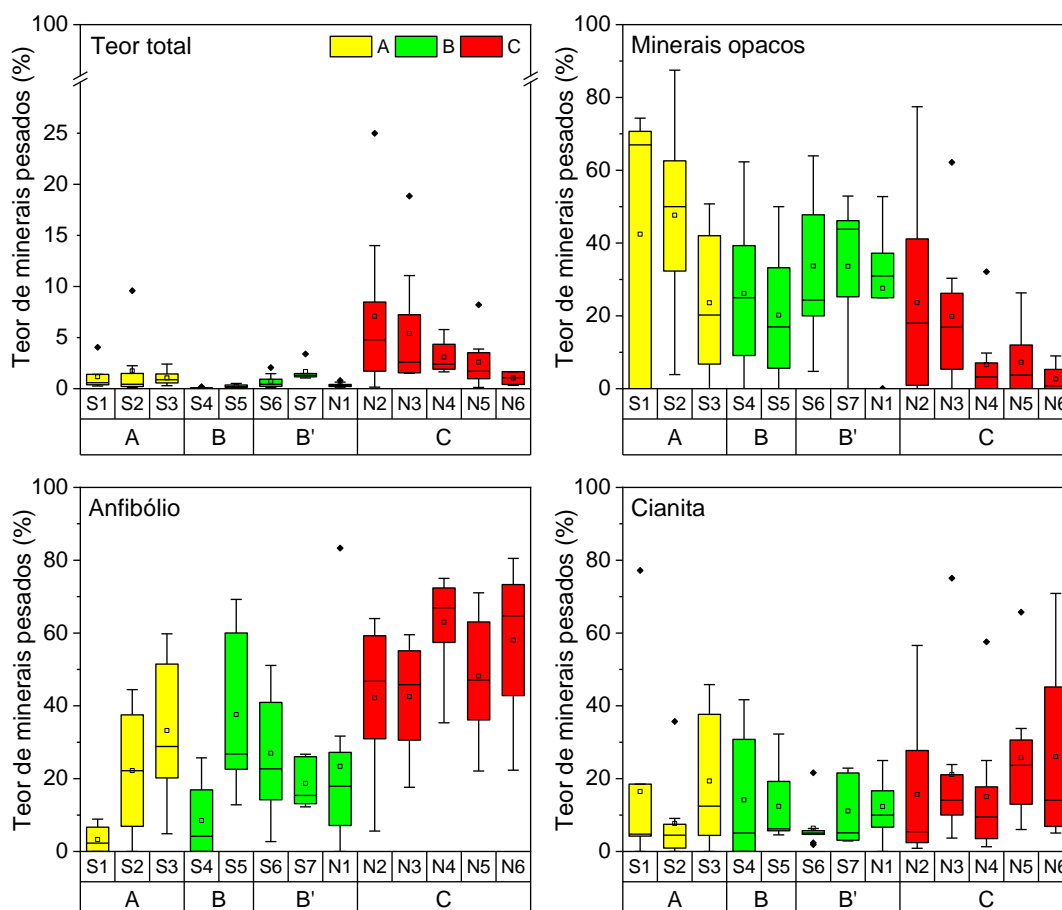 Teor total
A B C
Teor de minerais pesados (%)
100
25
20
15
10
5
0
S1 S2 S3 S4 S5 S6 S7 N1 N2 N3 N4 N5 N6
A B B' C
Minerais opacos
Teor de minerais pesados (%)
100
80
60
40
20
0
S1 S2 S3 S4 S5 S6 S7 N1 N2 N3 N4 N5 N6
A B B' C
Anfibólio
Teor de minerais pesados (%)
100
80
60
40
20
0
S1 S2 S3 S4 S5 S6 S7 N1 N2 N3 N4 N5 N6
A B B' C
Cianita
Teor de minerais pesados (%)
100
80
60
40
20
0
S1 S2 S3 S4 S5 S6 S7 N1 N2 N3 N4 N5 N6
A B B' C